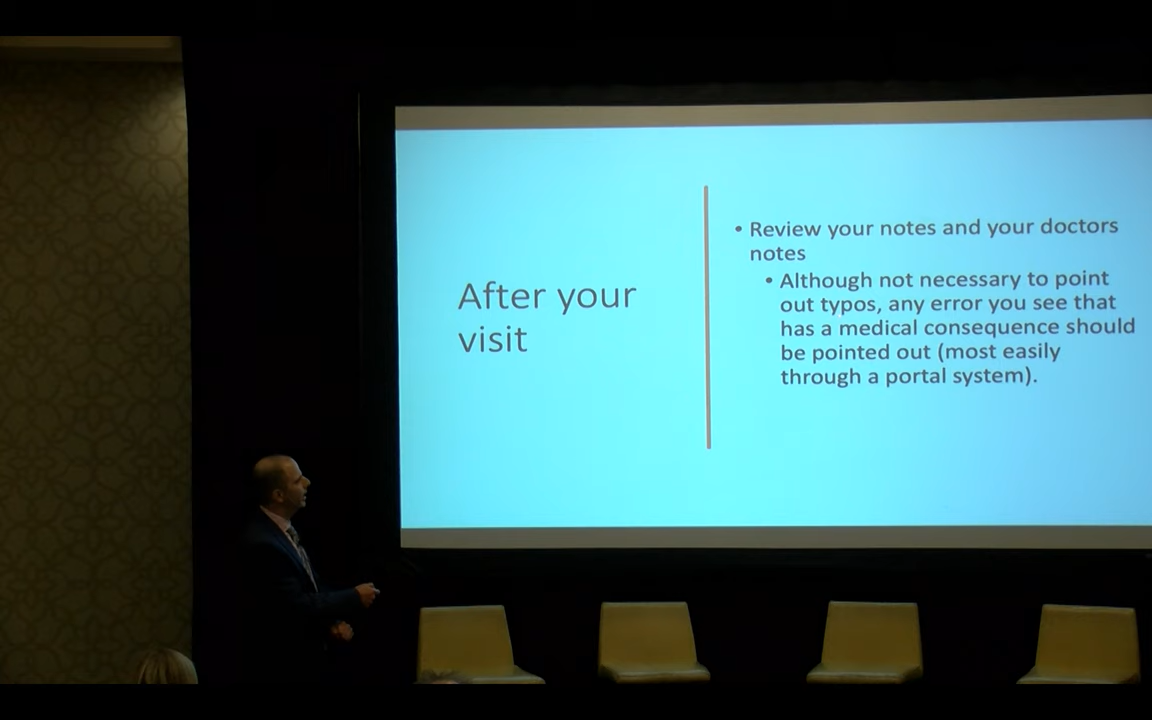 After your
visit
• Review your notes and your doctors
notes
• Although not necessary to point
out typos, any error you see that
has a medical consequence should
be pointed out (most easily
through a portal system).